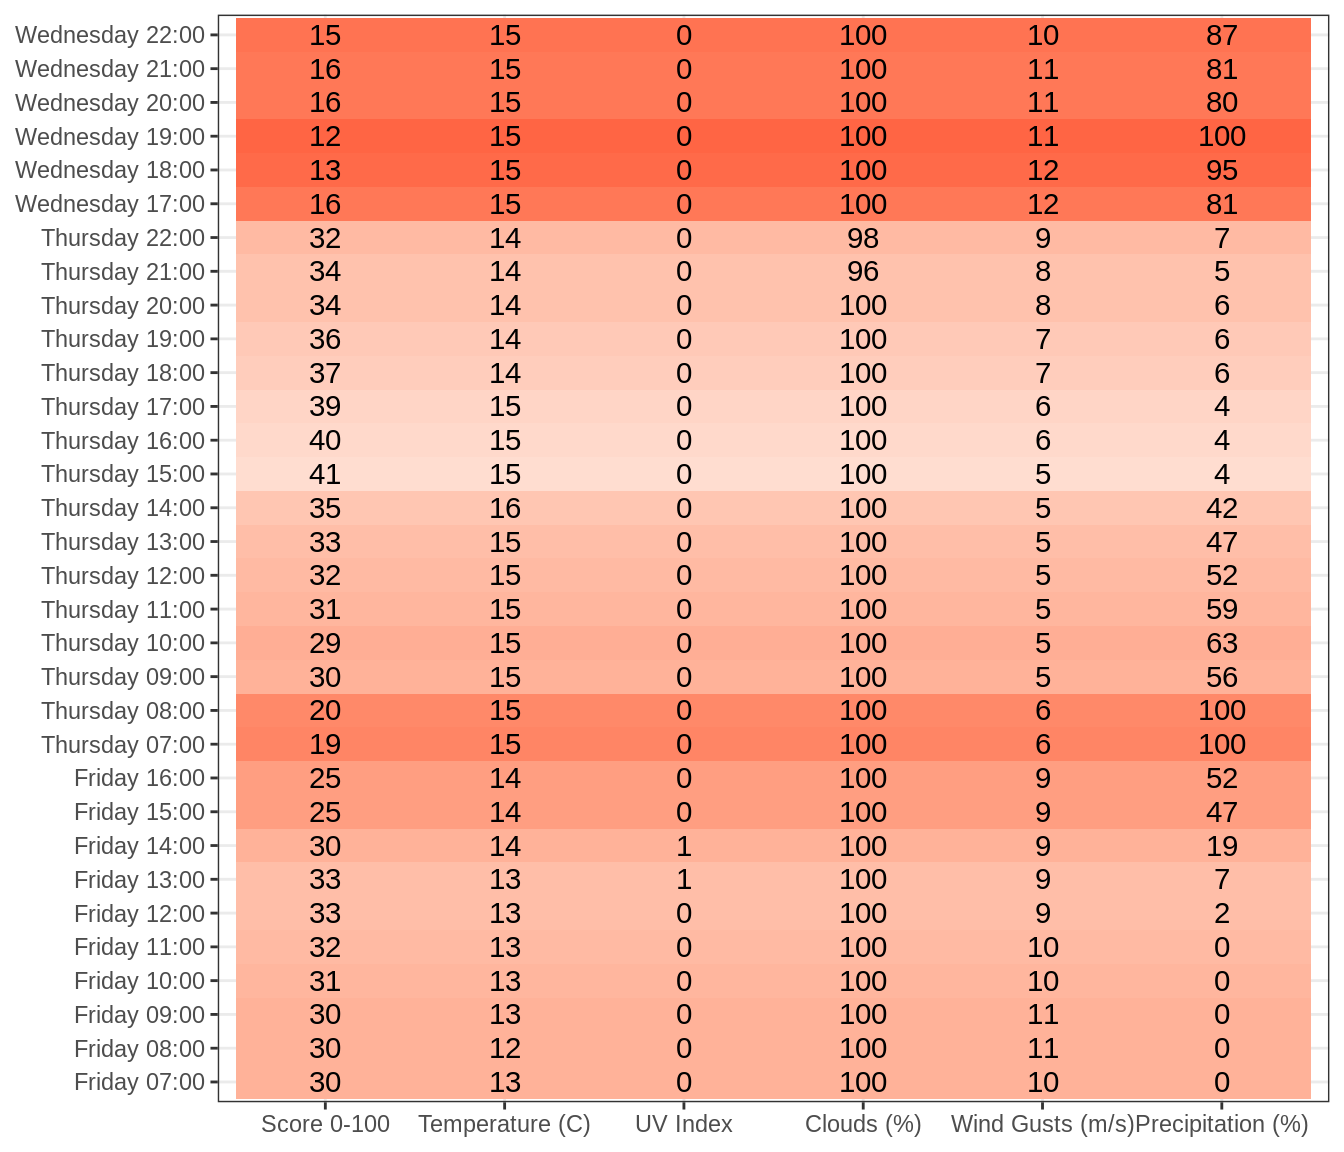 Wednesday 22:00 15 15 0 100 10 87
Wednesday 21:00 16 15 0 100 11 81
Wednesday 20:00 16 15 0 100 11 80
Wednesday 19:00 12 15 0 100 11 100
Wednesday 18:00 13 15 0 100 12 95
Wednesday 17:00 16 15 0 100 12 81
Thursday 22:00 32 14 0 98 9 7
Thursday 21:00 34 14 0 96 8 5
Thursday 20:00 34 14 0 100 8 6
Thursday 19:00 36 14 0 100 7 6
Thursday 18:00 37 14 0 100 7 6
Thursday 17:00 39 15 0 100 6 4
Thursday 16:00 40 15 0 100 6 4
Thursday 15:00 41 15 0 100 5 4
Thursday 14:00 35 16 0 100 5 42
Thursday 13:00 33 15 0 100 5 47
Thursday 12:00 32 15 0 100 5 52
Thursday 11:00 31 15 0 100 5 59
Thursday 10:00 29 15 0 100 5 63
Thursday 09:00 30 15 0 100 5 56
Thursday 08:00 20 15 0 100 6 100
Thursday 07:00 19 15 0 100 6 100
Friday 16:00 25 14 0 100 9 52
Friday 15:00 25 14 0 100 9 47
Friday 14:00 30 14 1 100 9 19
Friday 13:00 33 13 1 100 9 7
Friday 12:00 33 13 0 100 9 2
Friday 11:00 32 13 0 100 10 0
Friday 10:00 31 13 0 100 10 0
Friday 09:00 30 13 0 100 11 0
Friday 08:00 30 12 0 100 11 0
Friday 07:00 30 13 0 100 10 0
Score 0-100 Temperature (C) UV Index Clouds (%) Wind Gusts (m/s) Precipitation (%)